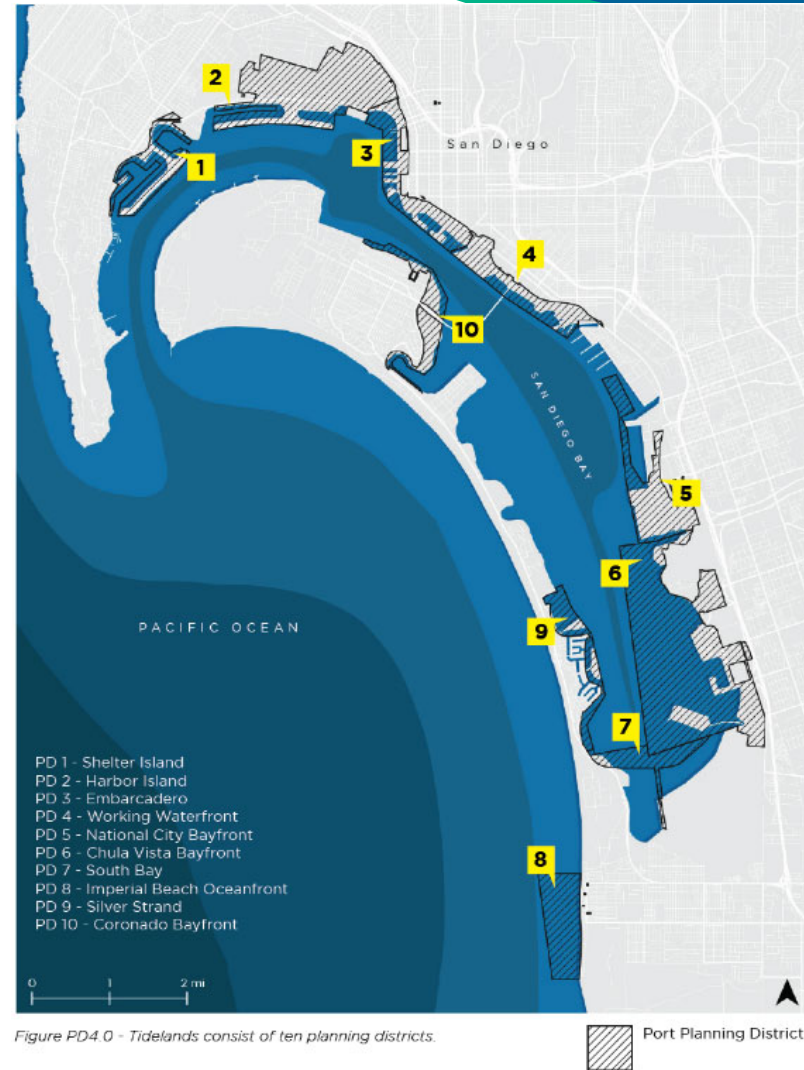 2
San Diego
3
1
4
10
SAN DIEGO BAY
5
6
PACIFIC OCEAN
9
7
PD 1 - Shelter Island
PD 2 - Harbor Island
PD 3 - Embarcadero
PD 4 - Working Waterfront
PD 5 - National City Bayfront
PD 6 - Chula Vista Bayfront
PD 7 - South Bay
PD 8 - Imperial Beach Oceanfront
PD 9 - Silver Strand
PD 10 - Coronado Bayfront
8
0 1 2 mi
Figure PD4.0 - Tidelands consist of ten planning districts.
Port Planning District